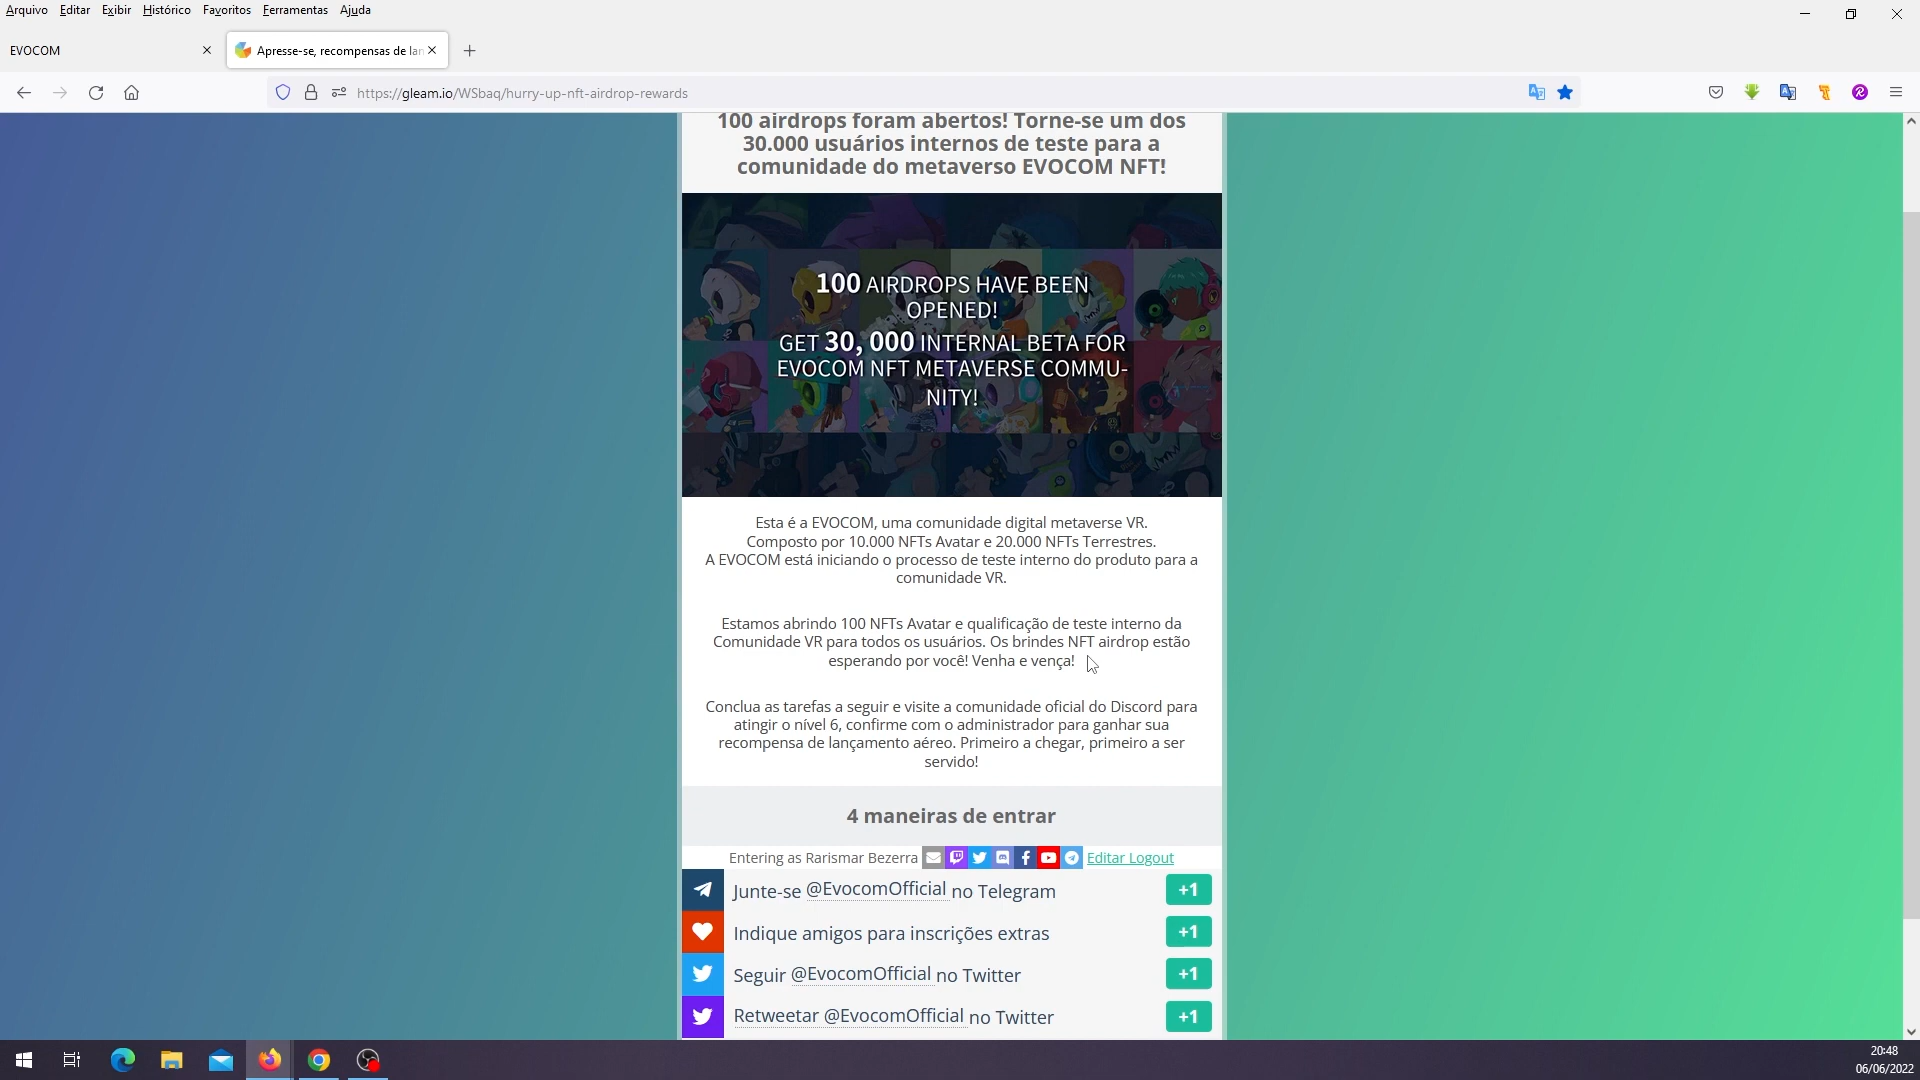 Arquivo Editar Exibir Histórico Favoritos Ferramentas Ajuda
EVOCOM
Apresse-se, recompensas de lan
https://gleam.io/WSbaq/hurry-up-nft-airdrop-rewards
100 airdrops foram abertos! Torne-se um dos
30.000 usuários internos de teste para a
comunidade do metaverso EVOCOM NFT!
100 AIRDROPS HAVE BEEN
OPENED!
GET 30, 000 INTERNAL BETA FOR
EVOCOM NFT METAVERSE COMMU-
NITY!
Esta é a EVOCOM, uma comunidade digital metaverse VR.
Composto por 10.000 NFTs Avatar e 20.000 NFTs Terrestres.
A EVOCOM está iniciando o processo de teste interno do produto para a
comunidade VR.
Estamos abrindo 100 NFTs Avatar e qualificação de teste interno da
Comunidade VR para todos os usuários. Os brindes NFT airdrop estão
esperando por você! Venha e vença!
Conclua as tarefas a seguir e visite a comunidade oficial do Discord para
atingir o nível 6, confirme com o administrador para ganhar sua
recompensa de lançamento aéreo. Primeiro a chegar, primeiro a ser
servido!
4 maneiras de entrar
Entering as Rarismar Bezerra Editar Logout
Junte-se @EvocomOfficial no Telegram +1
Indique amigos para inscrições extras +1
Seguir @EvocomOfficial no Twitter +1
Retweetar @EvocomOfficial no Twitter +1
20:48
06/06/2022